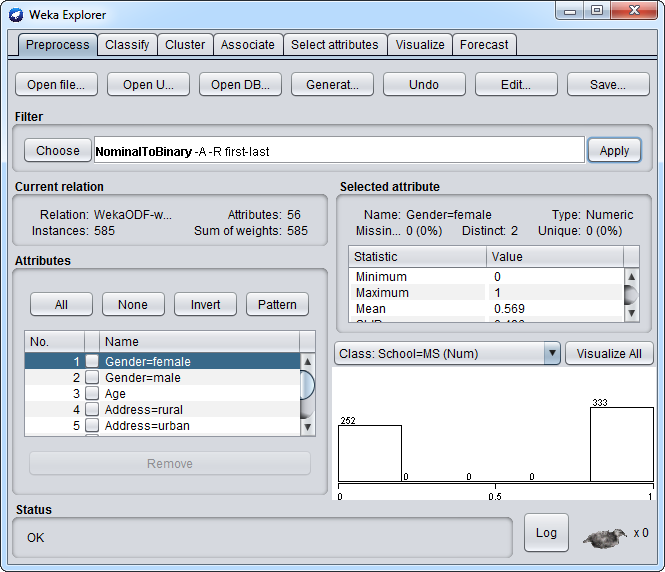 Weka Explorer
Preprocess Classify Cluster Associate Select attributes Visualize Forecast
Open file... Open U... Open DB... Generat... Undo Edit... Save...
Filter
Choose NominalToBinary -A -R first-last Apply
Current relation
Relation: WekaODF-w... Attributes: 56
Instances: 585 Sum of weights: 585
Selected attribute
Name: Gender=female Type: Numeric
Missin... 0 (0%) Distinct: 2 Unique: 0 (0%)
Statistic Value
Minimum 0
Maximum 1
Mean 0.569
Attributes
All None Invert Pattern
No. Name
1 Gender=female
2 Gender=male
3 Age
4 Address=rural
5 Address=urban
Remove
Class: School=MS (Num) Visualize All
252 0 0 0 333
0 0.5 1
Status
OK
Log x 0